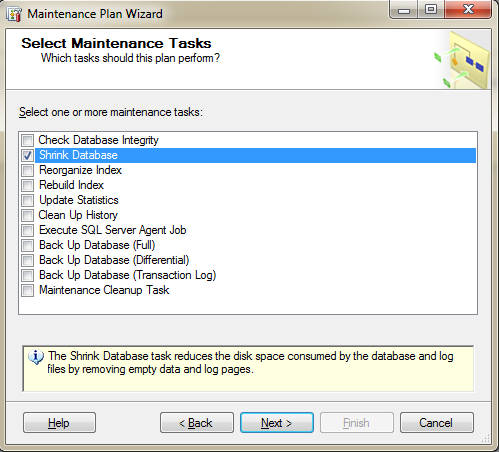 Maintenance Plan Wizard
Select Maintenance Tasks
Which tasks should this plan perform?
Select one or more maintenance tasks:
Check Database Integrity
Shrink Database
Reorganize Index
Rebuild Index
Update Statistics
Clean Up History
Execute SQL Server Agent Job
Back Up Database (Full)
Back Up Database (Differential)
Back Up Database (Transaction Log)
Maintenance Cleanup Task
The Shrink Database task reduces the disk space consumed by the database and log
files by removing empty data and log pages.
Help < Back Next > Finish Cancel